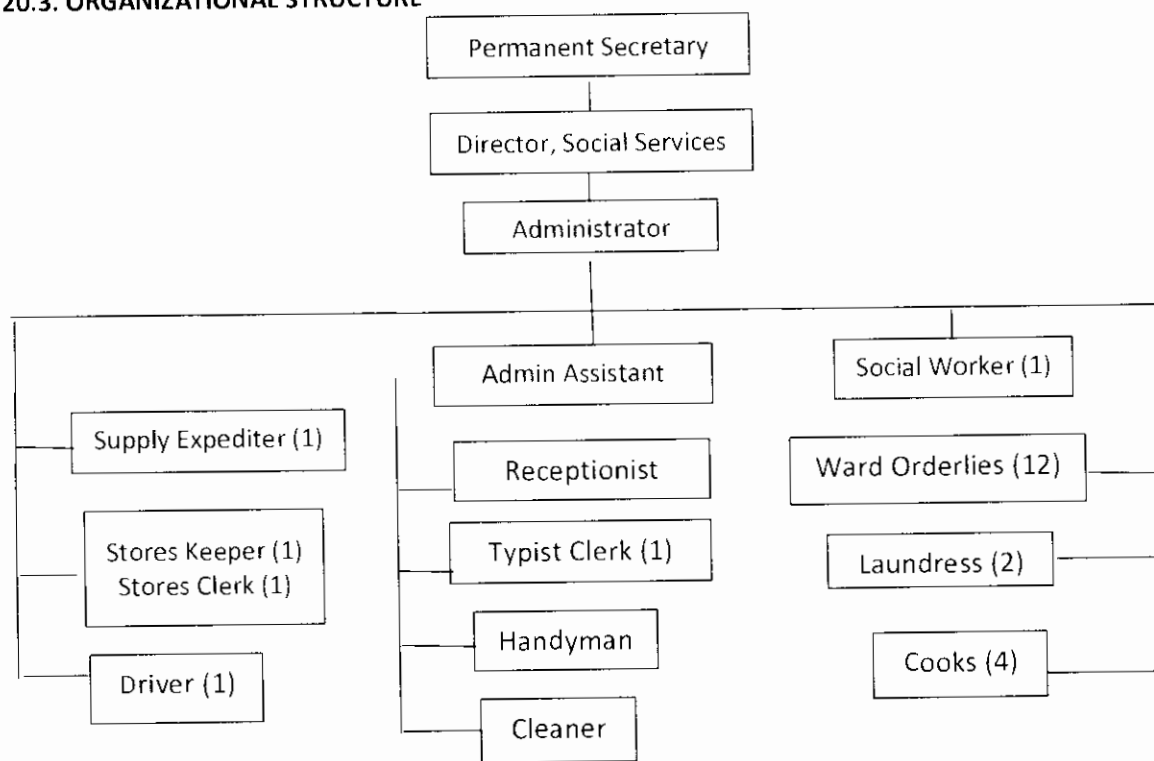 20.3. ORGANIZATIONAL STRUCTURE
Permanent Secretary
Director, Social Services
Administrator
Admin Assistant
Social Worker (1)
Supply Expediter (1)
Receptionist
Ward Orderlies (12)
Stores Keeper (1)
Stores Clerk (1)
Typist Clerk (1)
Laundress (2)
Handyman
Cooks (4)
Driver (1)
Cleaner